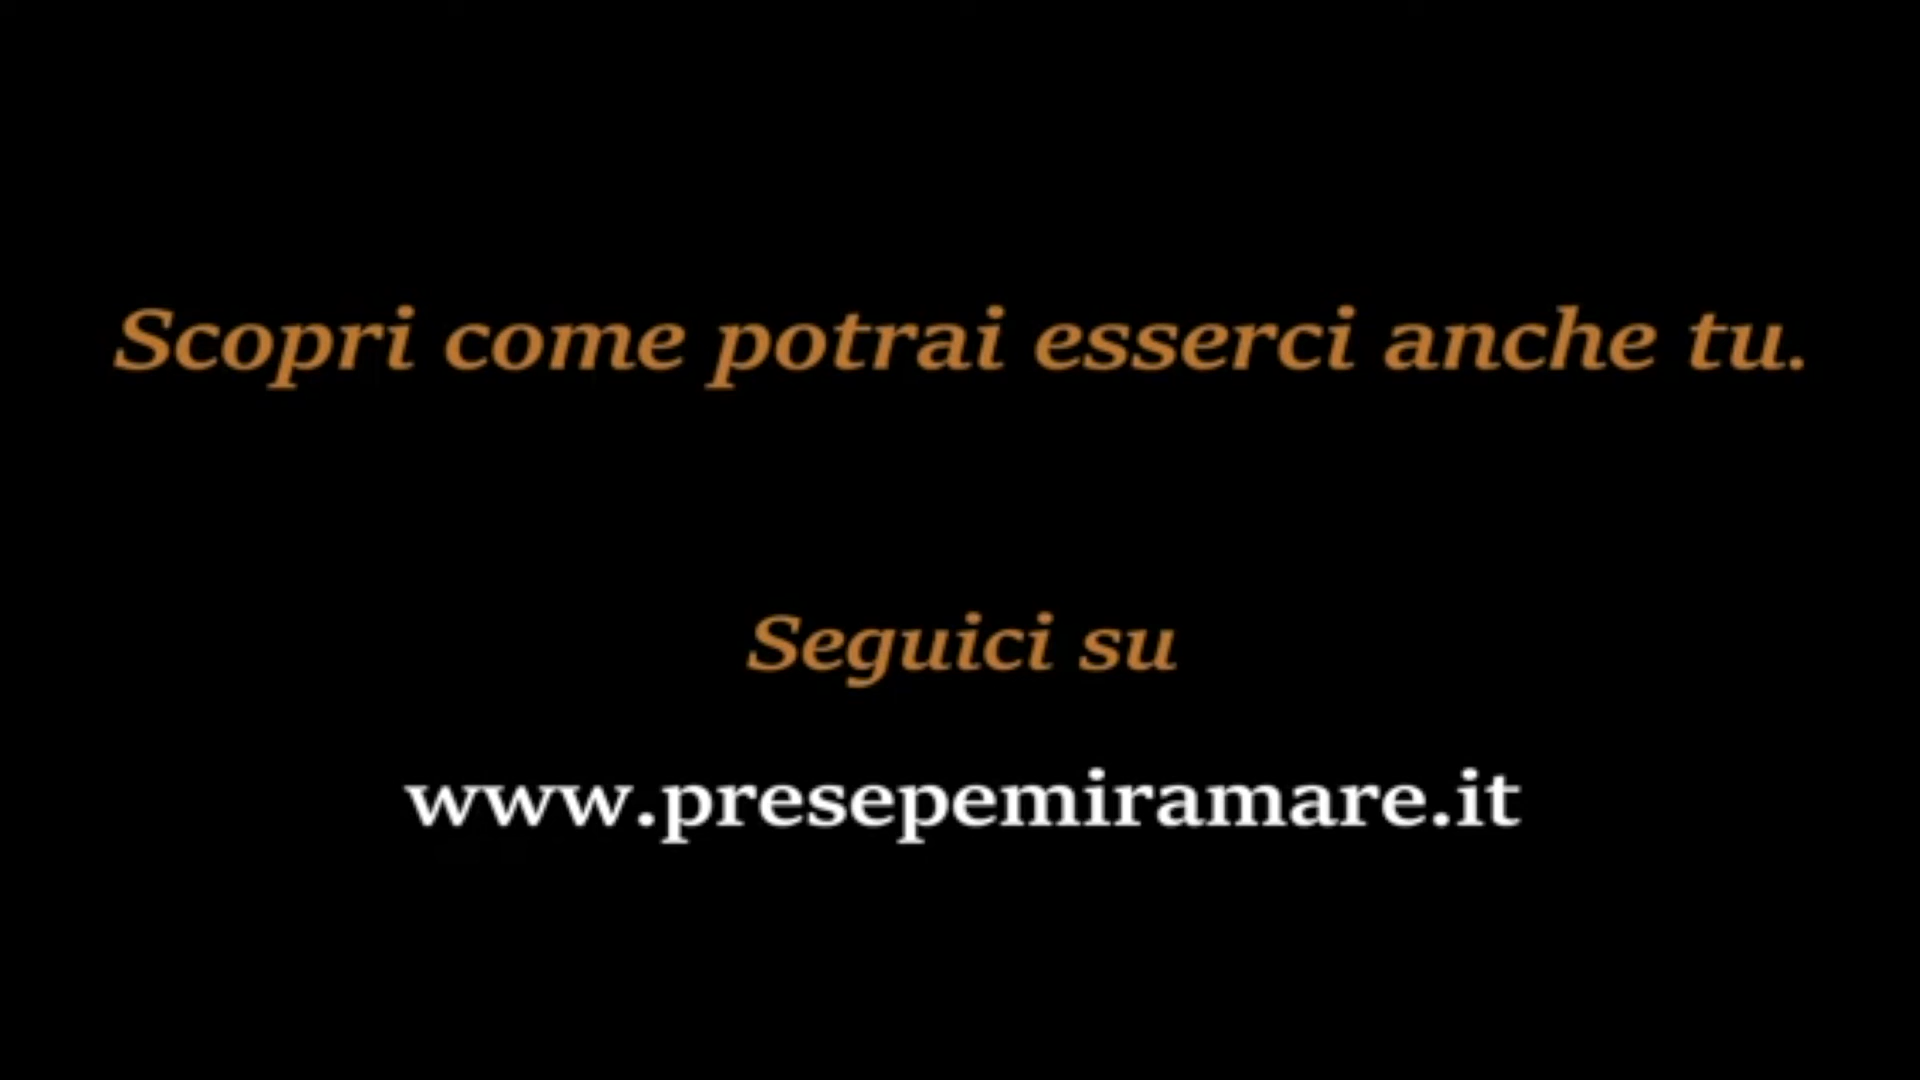 Scopri come potrai esserci anche tu.
Seguici su
www.presepemiramare.it